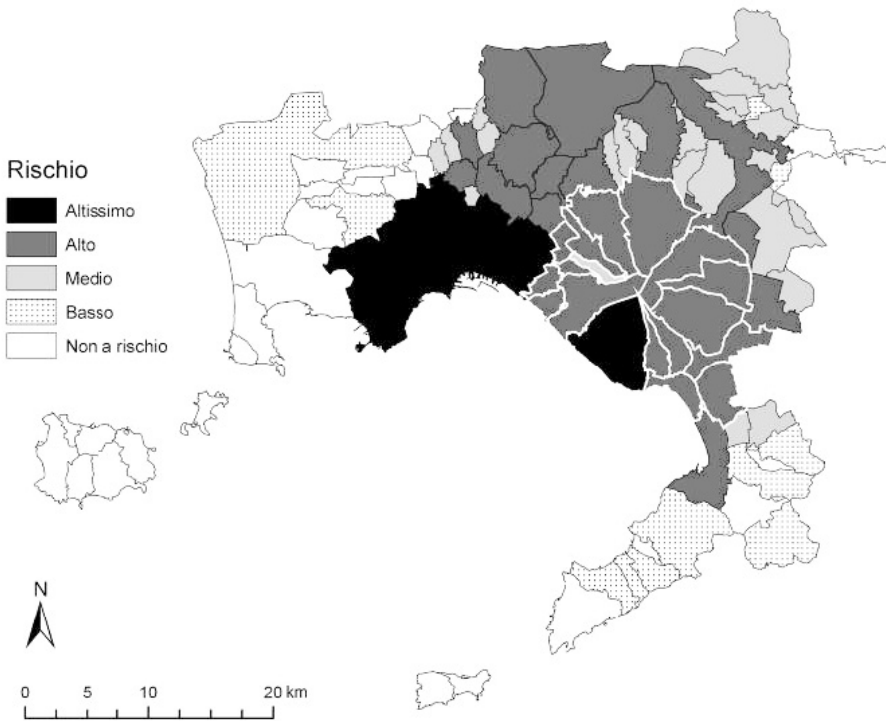 Rischio
Altissimo
Alto
Medio
Basso
Non a rischio
N
0 5 10 20 km